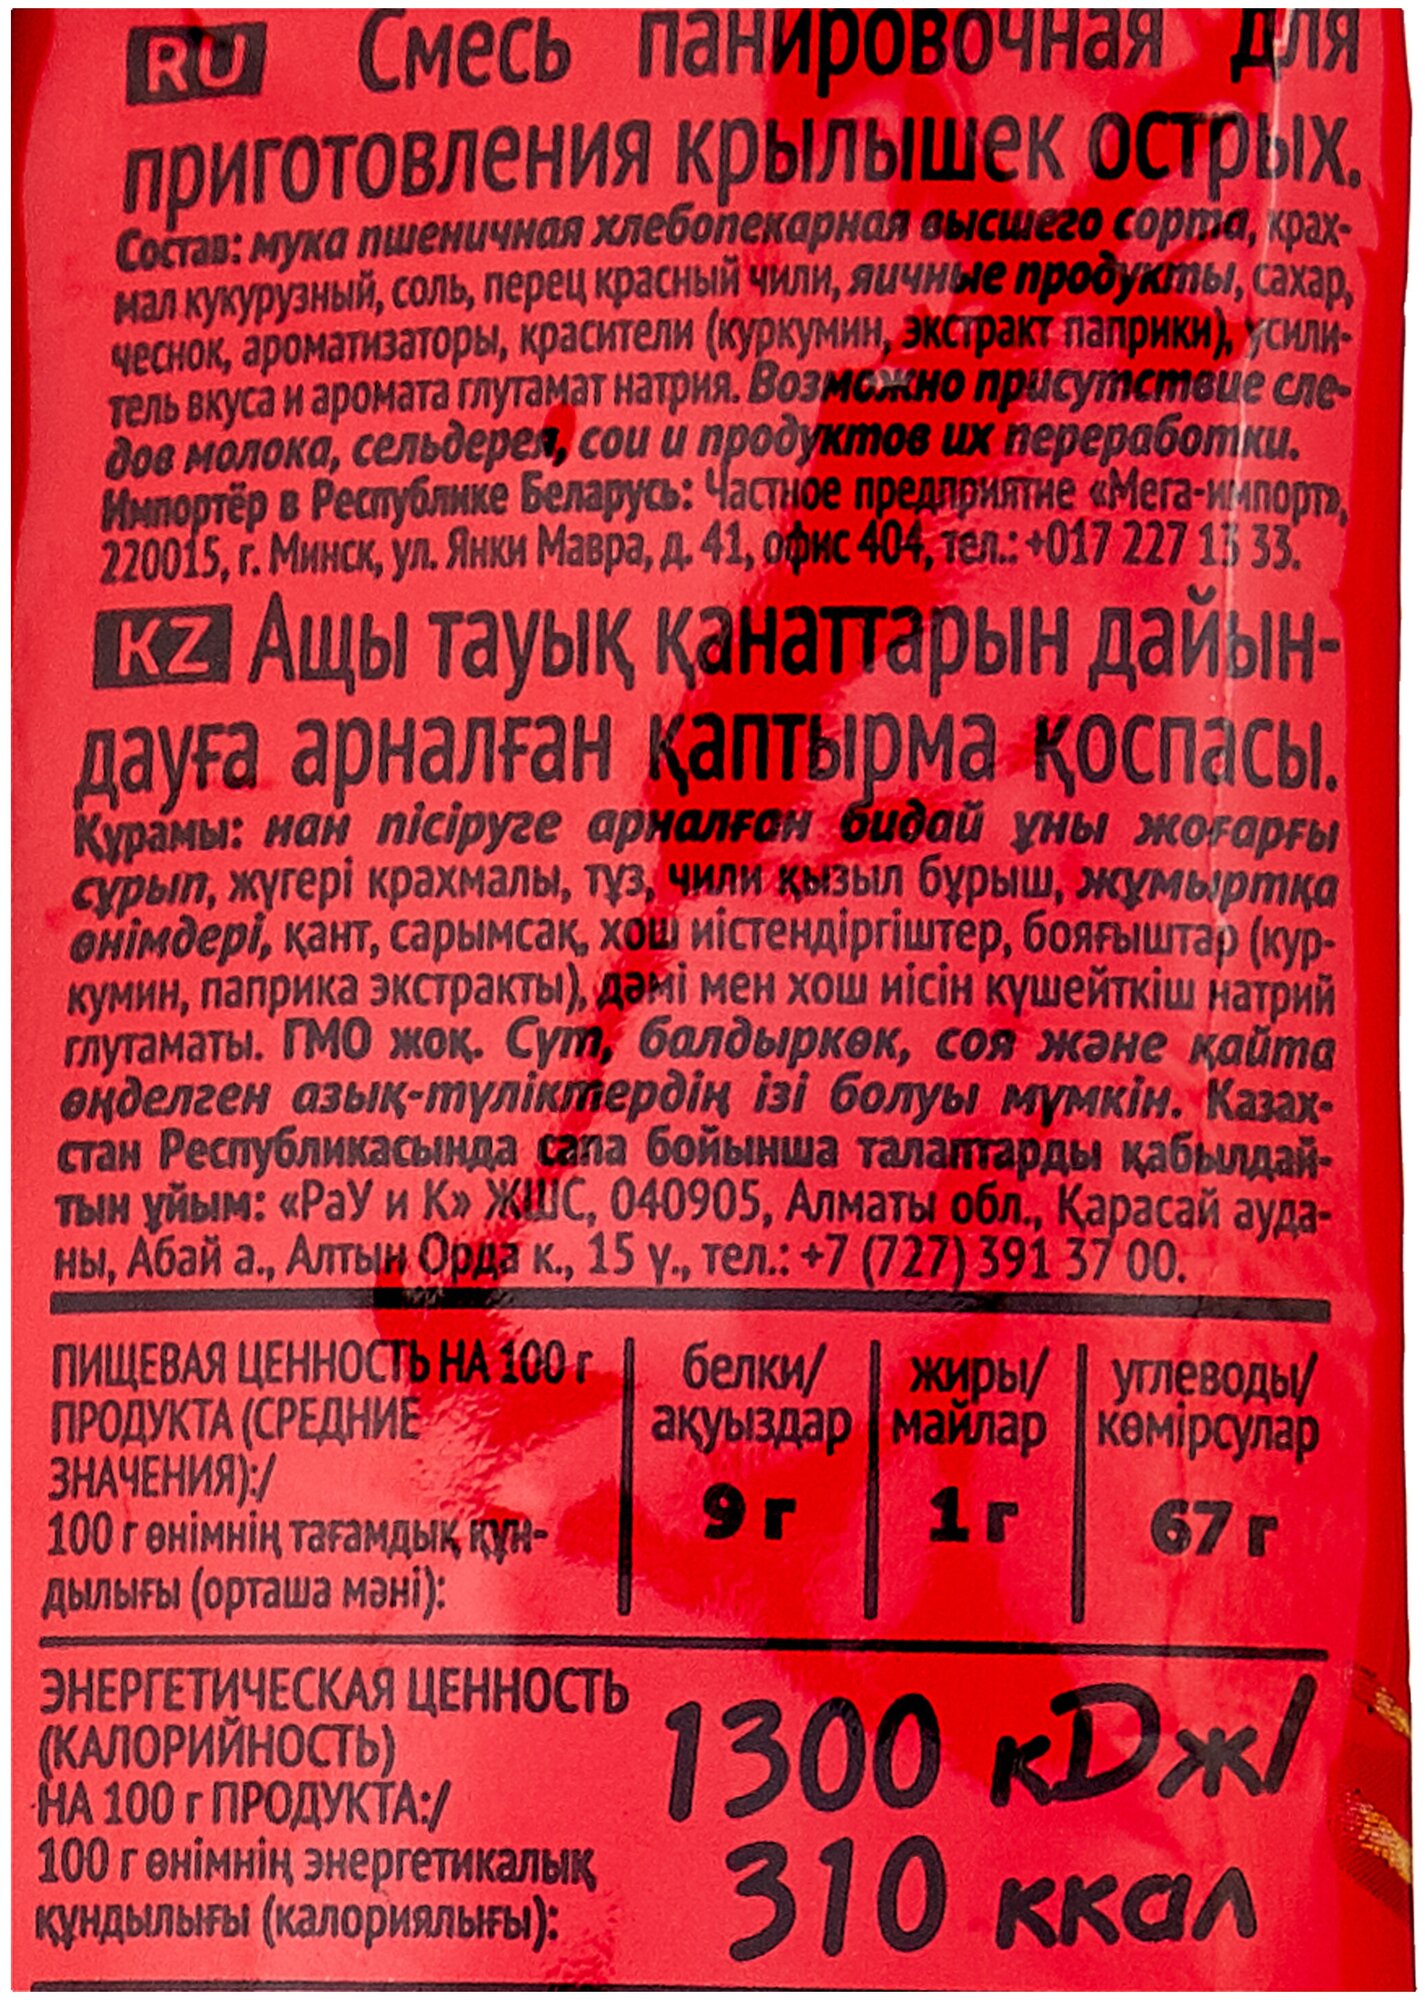 RU Смесь панировочная для
приготовления крылышек острых.
Состав: мука пшеничная хлебопекарная высшего сорта, крах-
мал кукурузный, соль, перец красный чили, яичные продукты, сахар,
чеснок, ароматизаторы, красители (куркумин, экстракт паприки), усили-
тель вкуса и аромата глутамат натрия. Возможно присутствие сле-
дов молока, сельдерея, сои и продуктов их переработки.
Импортёр в Республике Беларусь: Частное предприятие «Мега-импорт»,
220015, г. Минск, ул. Янки Мавра, д. 41, офис 404, тел.: +017 227 13 33.
KZ Ащы тауық қанаттарын дайын-
дауға арналған қаптырма қоспасы.
Құрамы: нан пісіруге арналған бидай ұны жоғарғы
сұрып, жүгері крахмалы, тұз, чили қызыл бұрыш, жұмыртқа
өнімдері, қант, сарымсақ, хош иістендіргіштер, бояғыштар (кур-
кумин, паприка экстракты), дәмі мен хош иісін күшейткіш натрий
глутаматы. ГМО жоқ. Сүт, балдыркөк, соя және қайта
өңделген азық-түліктердің ізі болуы мүмкін. Казах-
стан Республикасында сапа бойынша талаптарды қабылдай-
тын ұйым: «РаУ и К» ЖШС, 040905, Алматы обл., Қарасай ауда-
ны, Абай а., Алтын Орда к., 15 ү., тел.: +7 (727) 391 37 00.
ПИЩЕВАЯ ЦЕННОСТЬ НА 100 г
ПРОДУКТА (СРЕДНИЕ
ЗНАЧЕНИЯ):/
100 г өнімнің тағамдық құн-
дылығы (орташа мәні):
белки/
ақуыздар
9 г
жиры/
майлар
1 г
углеводы/
көмірсулар
67 г
ЭНЕРГЕТИЧЕСКАЯ ЦЕННОСТЬ
(КАЛОРИЙНОСТЬ)
НА 100 г ПРОДУКТА:/
100 г өнімнің энергетикалық
құндылығы (калориялығы):
1300 кДж/
310 ккал